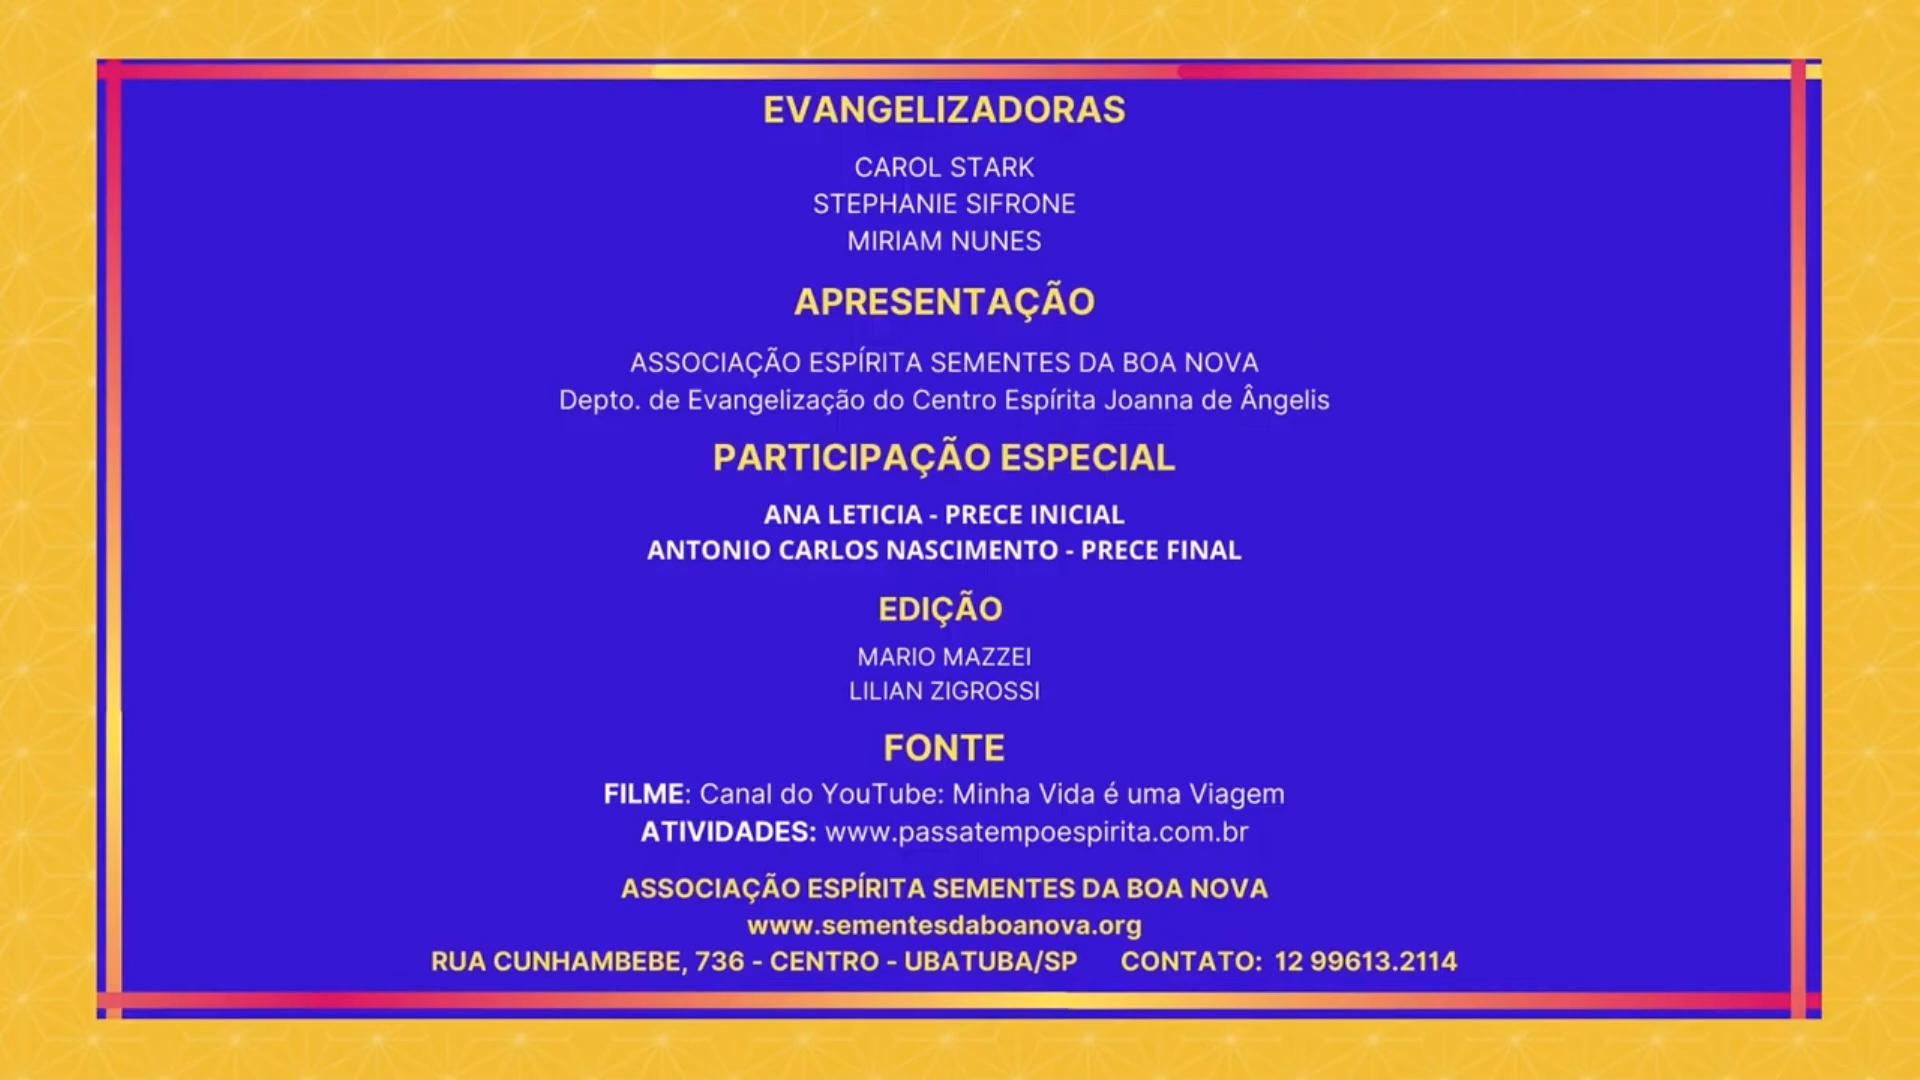 EVANGELIZADORAS
CAROL STARK
STEPHANIE SIFRONE
MIRIAM NUNES
APRESENTAÇÃO
ASSOCIAÇÃO ESPÍRITA SEMENTES DA BOA NOVA
Depto. de Evangelização do Centro Espírita Joanna de Ângelis
PARTICIPAÇÃO ESPECIAL
ANA LETICIA - PRECE INICIAL
ANTONIO CARLOS NASCIMENTO - PRECE FINAL
EDIÇÃO
MARIO MAZZEI
LILIAN ZIGROSSI
FONTE
FILME: Canal do YouTube: Minha Vida é uma Viagem
ATIVIDADES: www.passatempoespirita.com.br
ASSOCIAÇÃO ESPÍRITA SEMENTES DA BOA NOVA
www.sementesdaboanova.org
RUA CUNHAMBEBE, 736 - CENTRO - UBATUBA/SP CONTATO: 12 99613.2114